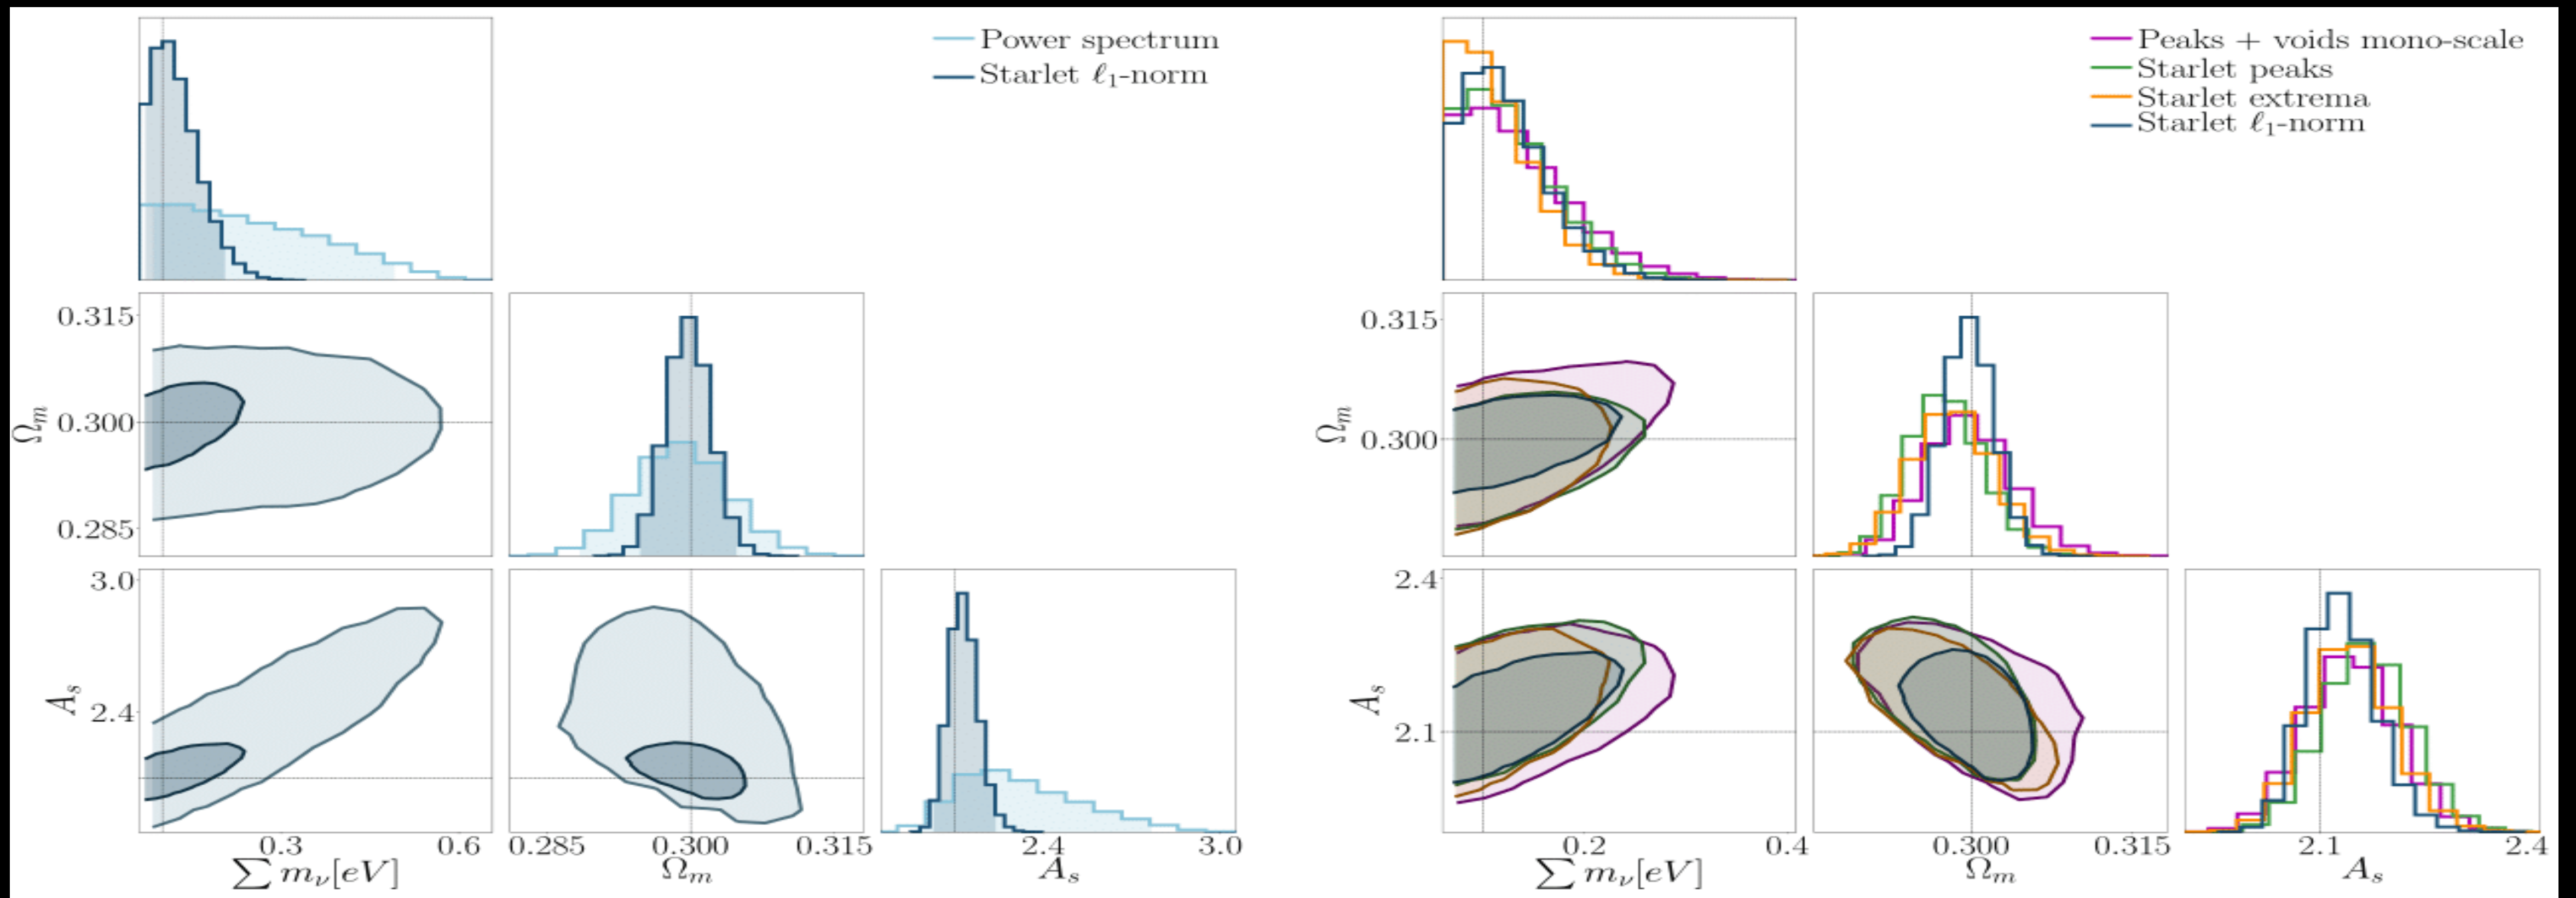 Power spectrum
Starlet ℓ₁-norm
0.315
0.300
0.285
Ωₘ
3.0
2.4
Aₛ
0.3 0.6 0.285 0.300 0.315 2.4 3.0
∑ mᵥ[eV] Ωₘ Aₛ
Peaks + voids mono-scale
Starlet peaks
Starlet extrema
Starlet ℓ₁-norm
0.315
0.300
Ωₘ
2.4
2.1
Aₛ
0.2 0.4 0.300 0.315 2.1 2.4
∑ mᵥ[eV] Ωₘ Aₛ